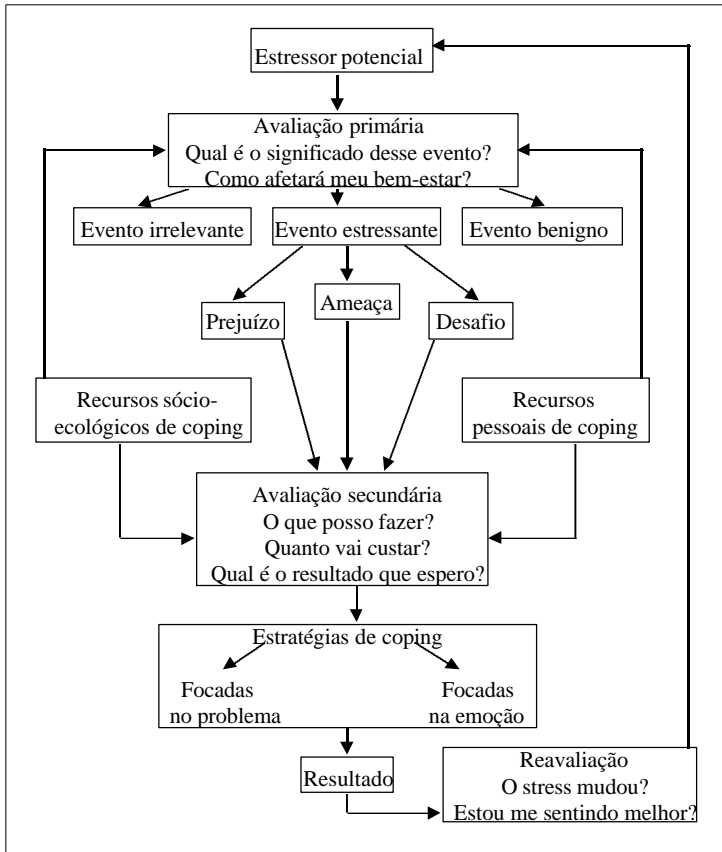 Estressor potencial
Avaliação primária
Qual é o significado desse evento?
Como afetará meu bem-estar?
Evento irrelevante
Evento estressante
Evento benigno
Prejuízo
Ameaça
Desafio
Recursos sócio-
ecológicos de coping
Recursos
pessoais de coping
Avaliação secundária
O que posso fazer?
Quanto vai custar?
Qual é o resultado que espero?
Estratégias de coping
Focadas
no problema
Focadas
na emoção
Resultado
Reavaliação
O stress mudou?
Estou me sentindo melhor?